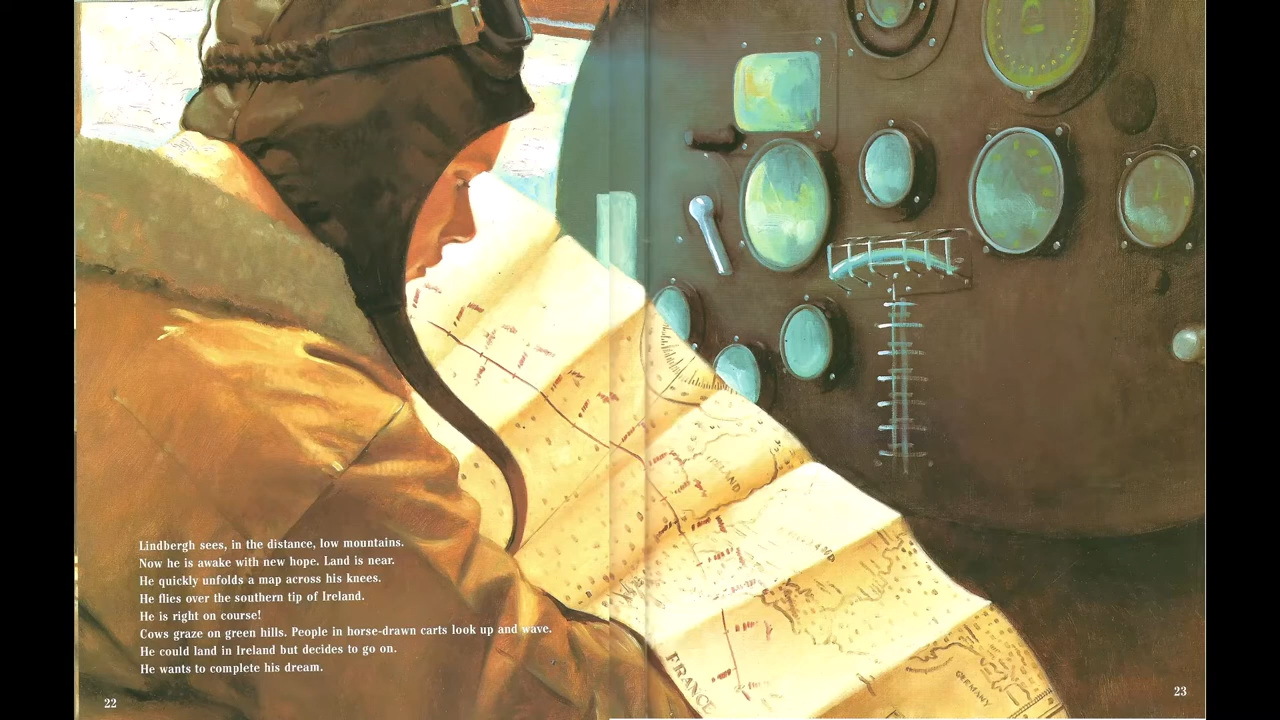 IRELAND
ENGLAND
FRANCE
GERMANY
Lindbergh sees, in the distance, low mountains.
Now he is awake with new hope. Land is near.
He quickly unfolds a map across his knees.
He flies over the southern tip of Ireland.
He is right on course!
Cows graze on green hills. People in horse-drawn carts look up and wave.
He could land in Ireland but decides to go on.
He wants to complete his dream.
22
23